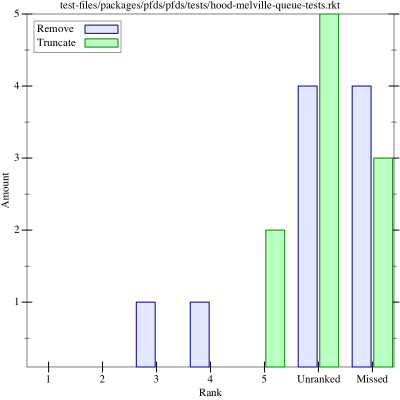 test-files/packages/pfds/pfds/tests/hood-melville-queue-tests.rkt
Remove
Truncate
5
4
3
2
1
Amount
1 2 3 4 5 Unranked Missed
Rank